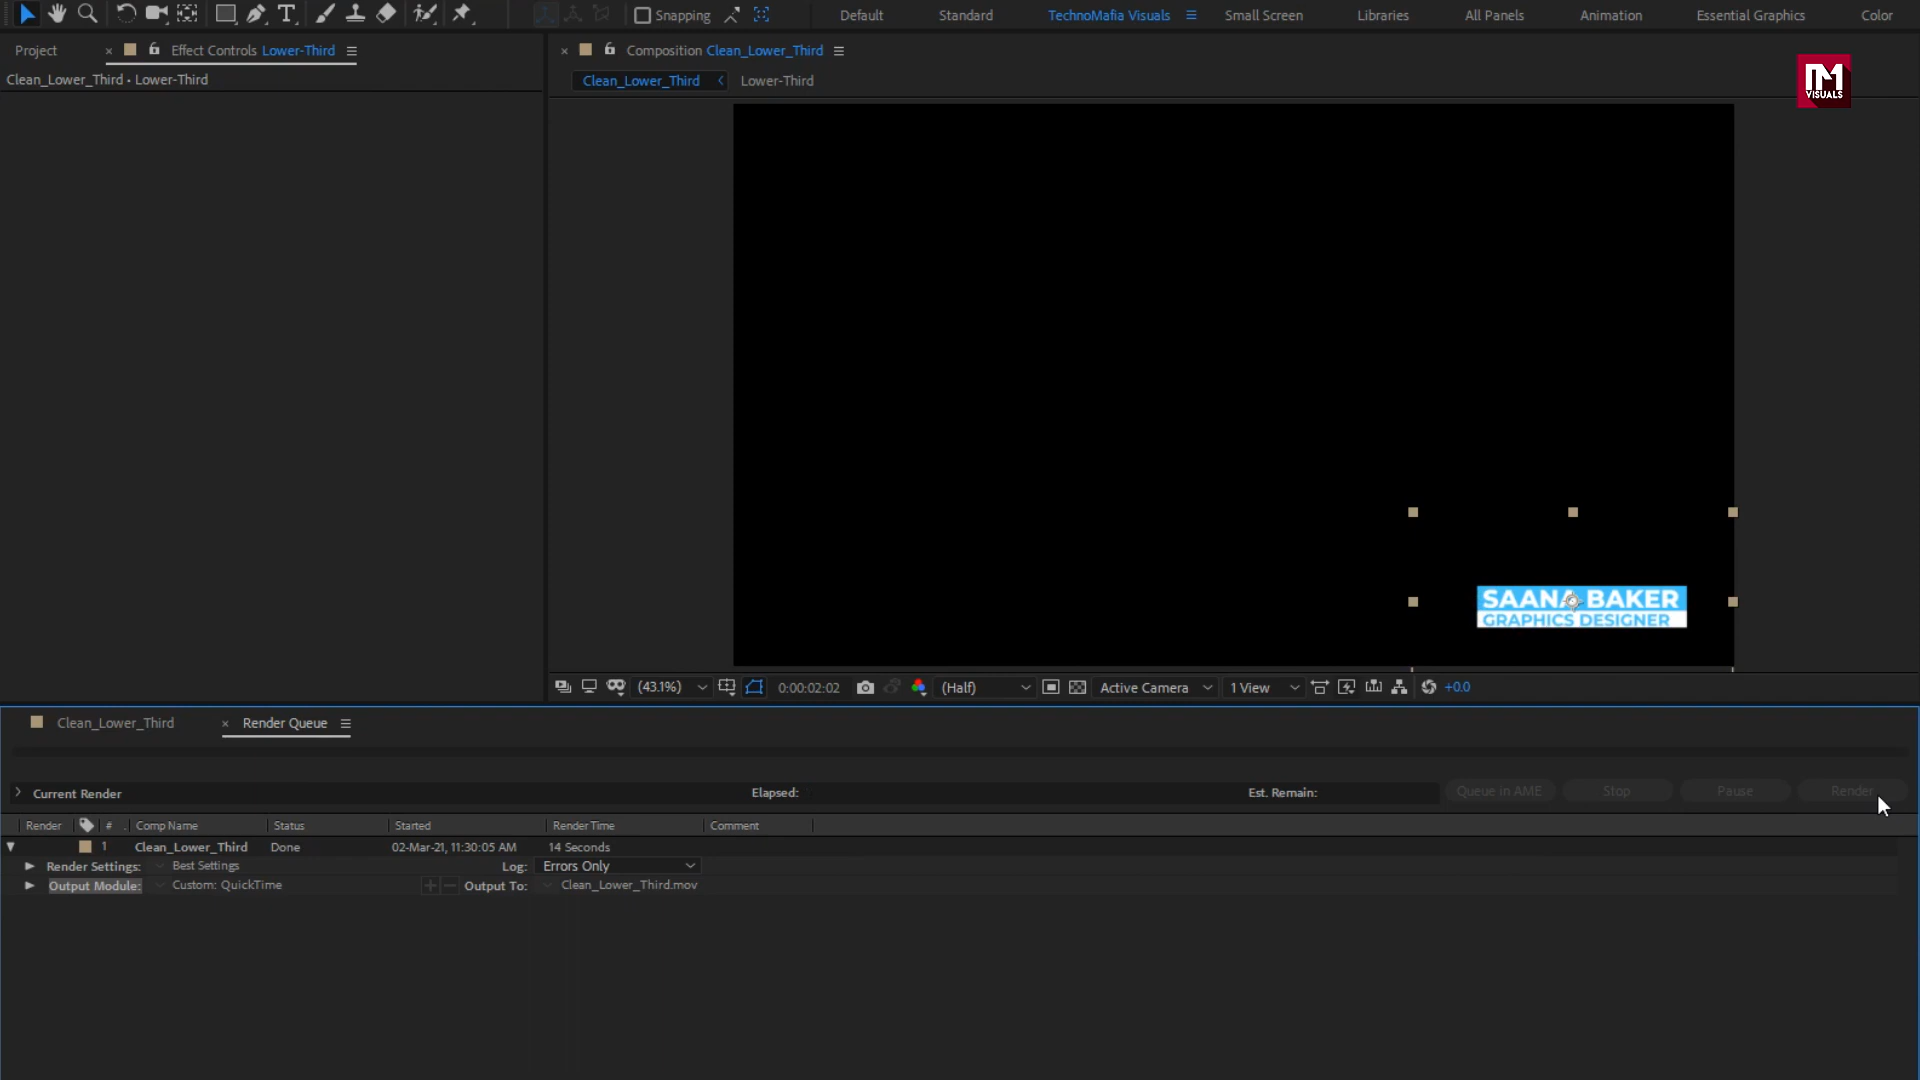 Snapping
Default
Standard
TechnoMafia Visuals
Small Screen
Libraries
All Panels
Animation
Essential Graphics
Color
Project
Effect Controls Lower-Third
Composition Clean_Lower_Third
Clean_Lower_Third • Lower-Third
Clean_Lower_Third
Lower-Third
VISUALS
SAANA BAKER
GRAPHICS DESIGNER
(43.1%)
0:00:02:02
(Half)
Active Camera
1 View
+0.0
Clean_Lower_Third
Render Queue
Current Render
Elapsed:
Est. Remain:
Queue in AME
Stop
Pause
Render
Render # Comp Name Status Started Render Time Comment
1 Clean_Lower_Third Done 02-Mar-21, 11:30:05 AM 14 Seconds
Render Settings: Best Settings Log: Errors Only
Output Module: Custom: QuickTime + − Output To: Clean_Lower_Third.mov